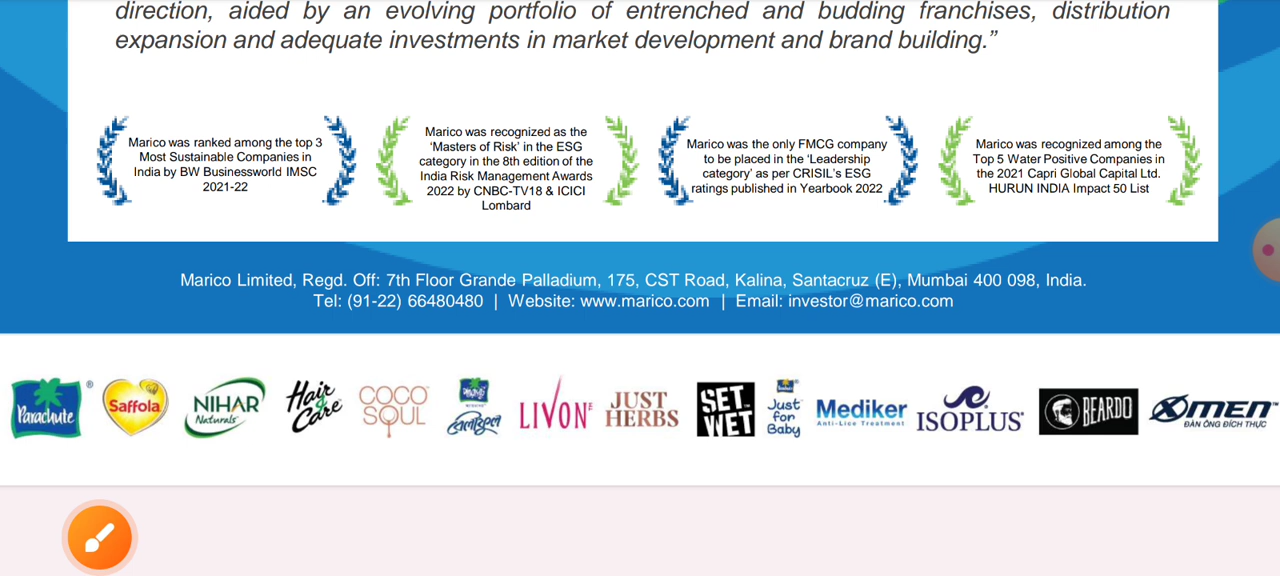 direction, aided by an evolving portfolio of entrenched and budding franchises, distribution
expansion and adequate investments in market development and brand building.”
Marico was ranked among the top 3
Most Sustainable Companies in
India by BW Businessworld IMSC
2021-22
Marico was recognized as the
‘Masters of Risk’ in the ESG
category in the 8th edition of the
India Risk Management Awards
2022 by CNBC-TV18 & ICICI
Lombard
Marico was the only FMCG company
to be placed in the ‘Leadership
category’ as per CRISIL’s ESG
ratings published in Yearbook 2022
Marico was recognized among the
Top 5 Water Positive Companies in
the 2021 Capri Global Capital Ltd.
HURUN INDIA Impact 50 List
Marico Limited, Regd. Off: 7th Floor Grande Palladium, 175, CST Road, Kalina, Santacruz (E), Mumbai 400 098, India.
Tel: (91-22) 66480480 | Website: www.marico.com | Email: investor@marico.com
Parachute ®
Saffola
NIHAR
Naturals
Hair
& Care
COCO
SOUL
LIVON
JUST
HERBS
SET
WET
Just
for
Baby
Mediker
Anti-Lice Treatment
ISOPLUS
BEARDO
XMEN
ĐÀN ÔNG ĐÍCH THỰC